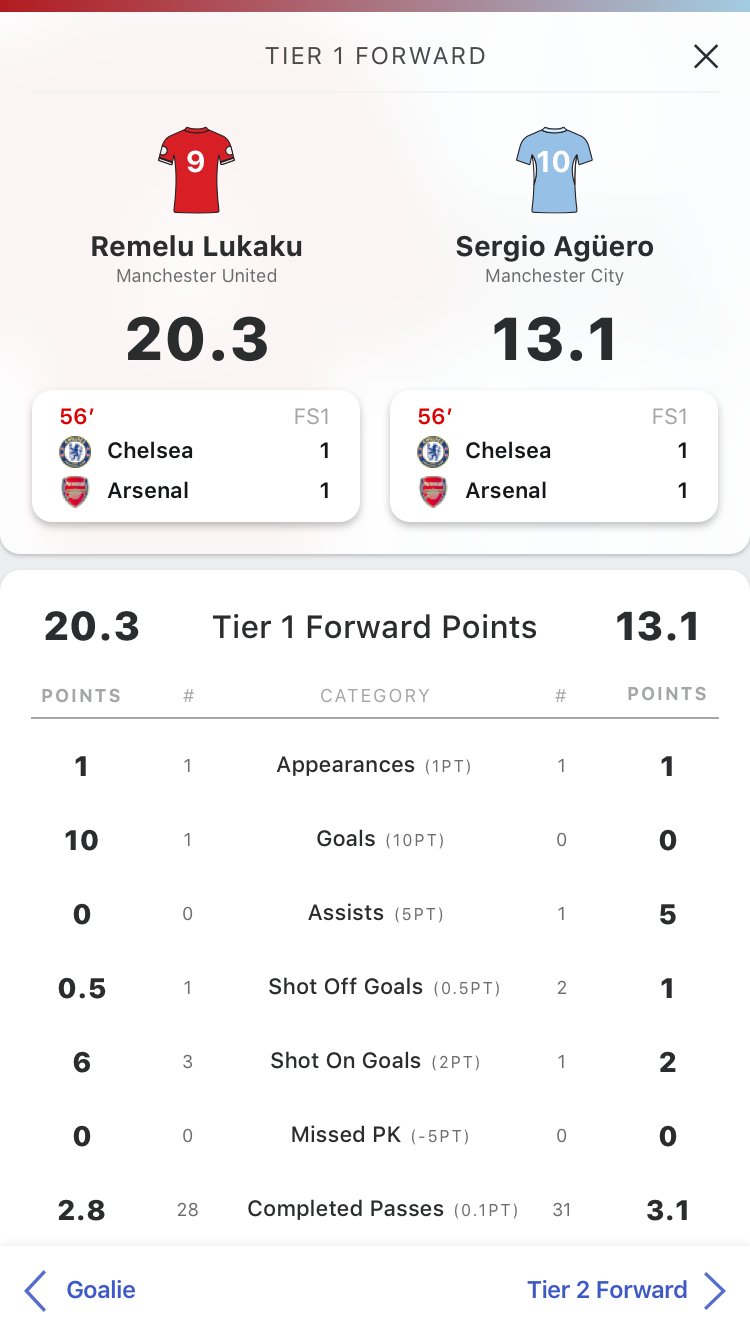 TIER 1 FORWARD
9
10
Remelu Lukaku
Sergio Agüero
Manchester United
Manchester City
20.3
13.1
56′ FS1
Chelsea 1
Arsenal 1
56′ FS1
Chelsea 1
Arsenal 1
20.3 Tier 1 Forward Points 13.1
POINTS # CATEGORY # POINTS
1 1 Appearances (1PT) 1 1
10 1 Goals (10PT) 0 0
0 0 Assists (5PT) 1 5
0.5 1 Shot Off Goals (0.5PT) 2 1
6 3 Shot On Goals (2PT) 1 2
0 0 Missed PK (-5PT) 0 0
2.8 28 Completed Passes (0.1PT) 31 3.1
Goalie
Tier 2 Forward